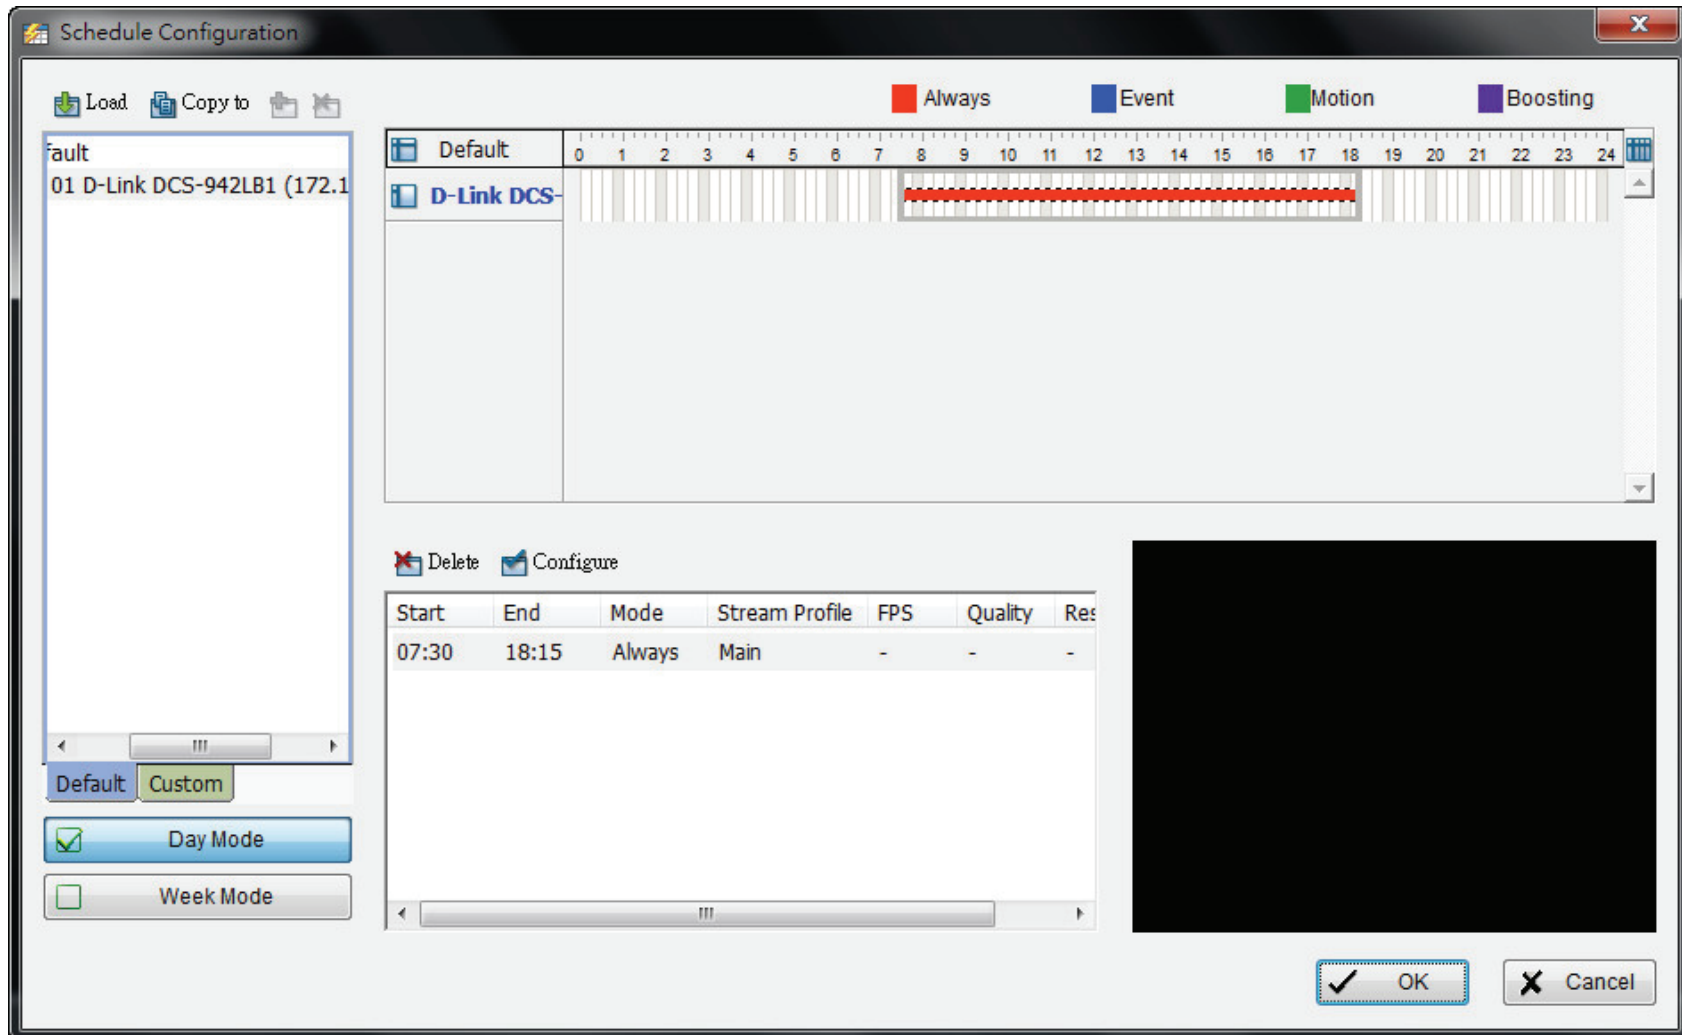 Schedule Configuration
Load Copy to
Always Event Motion Boosting
fault
01 D-Link DCS-942LB1 (172.1
Default 0 1 2 3 4 5 6 7 8 9 10 11 12 13 14 15 16 17 18 19 20 21 22 23 24
D-Link DCS-
Delete Configure
Start End Mode Stream Profile FPS Quality Res
07:30 18:15 Always Main - - -
Default Custom
Day Mode
Week Mode
OK Cancel